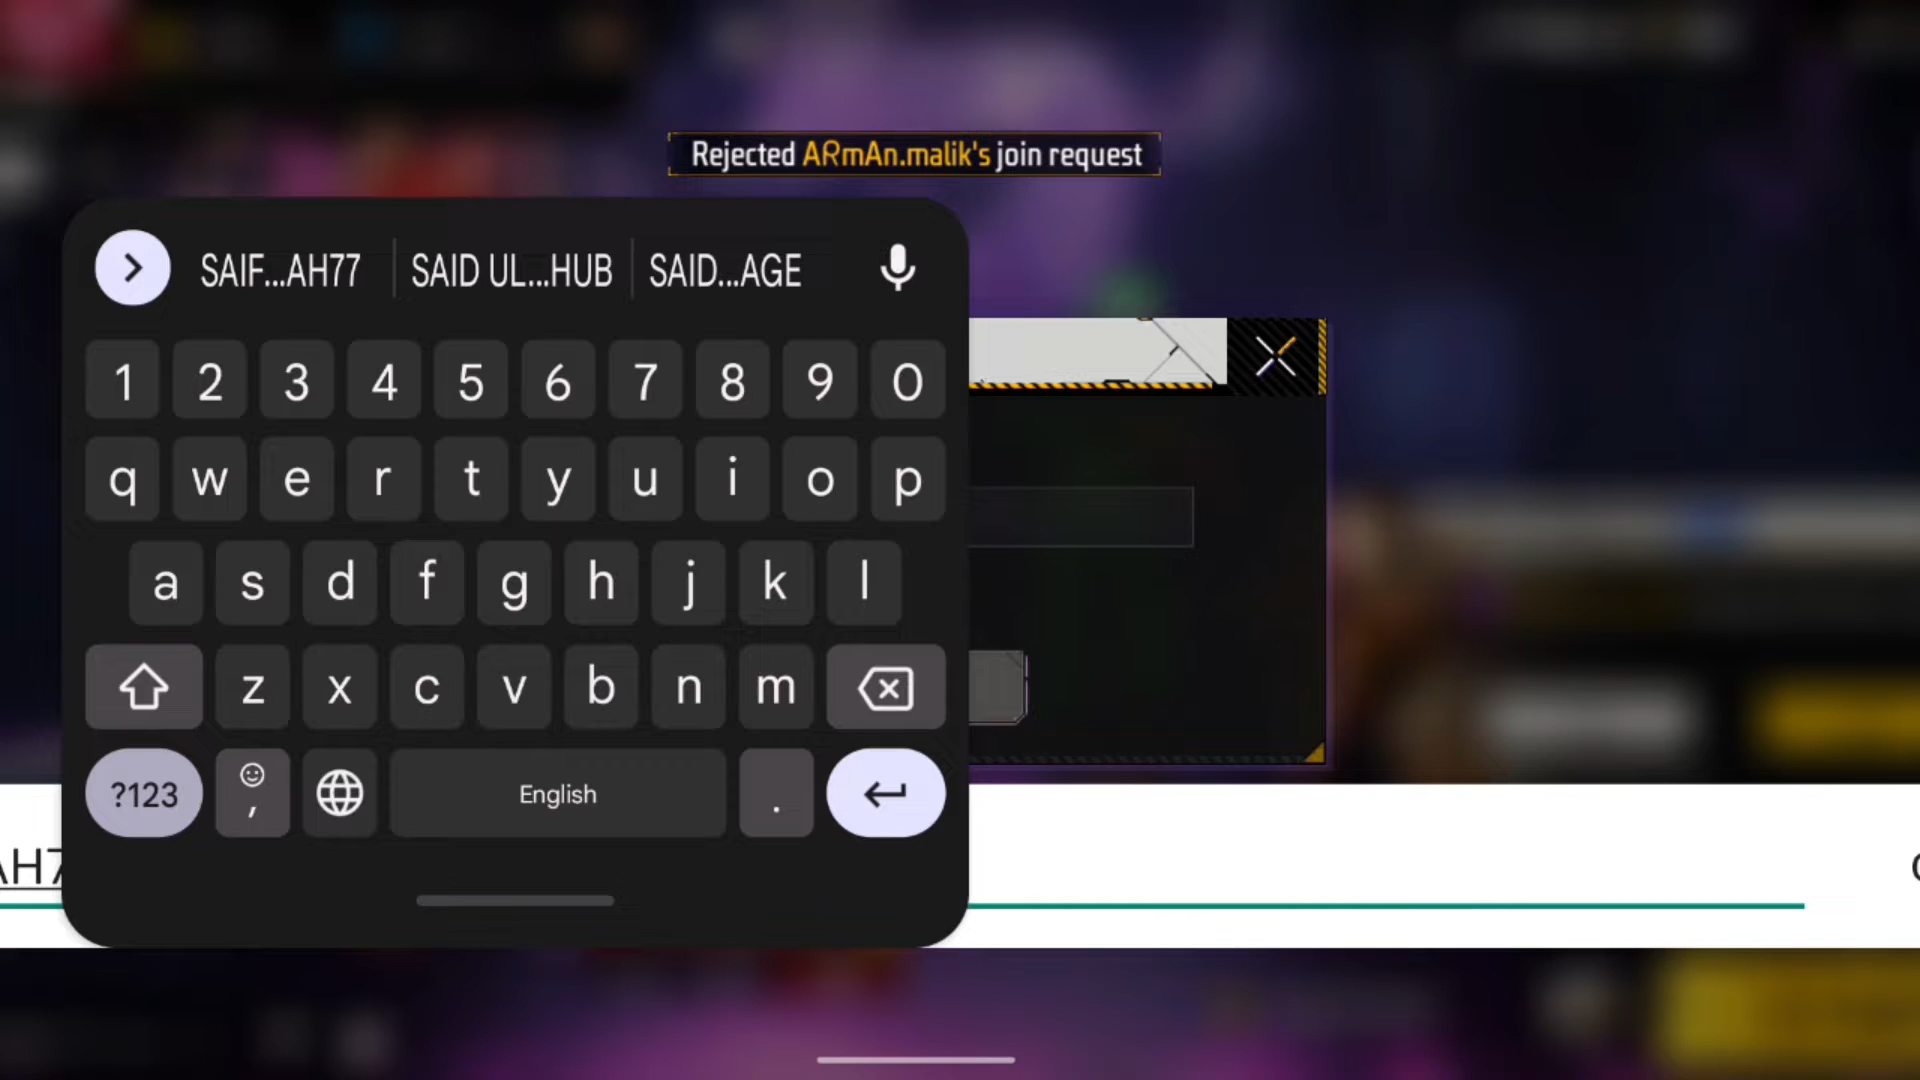 Rejected ARmAn.malik's join request
SAIF...AH77 SAID UL...HUB SAID...AGE
1 2 3 4 5 6 7 8 9 0
q w e r t y u i o p
a s d f g h j k l
z x c v b n m
?123 , English .
AH7